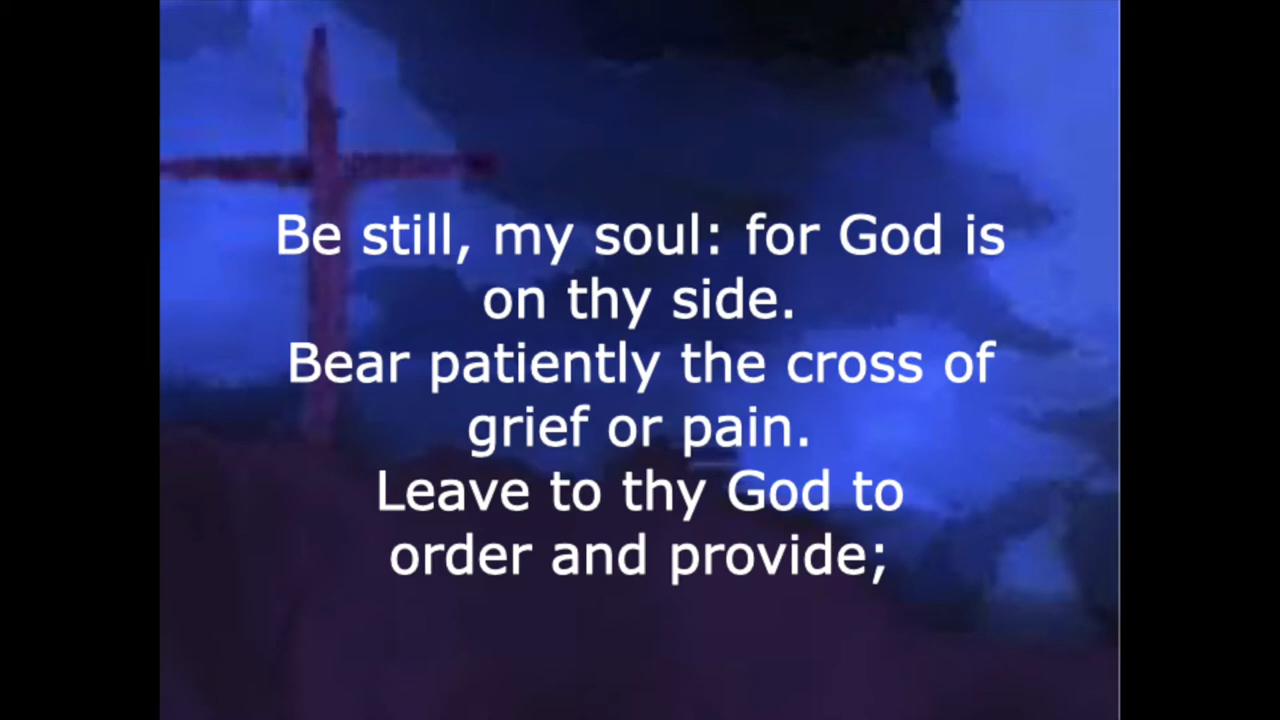 Be still, my soul: for God is
on thy side.
Bear patiently the cross of
grief or pain.
Leave to thy God to
order and provide;